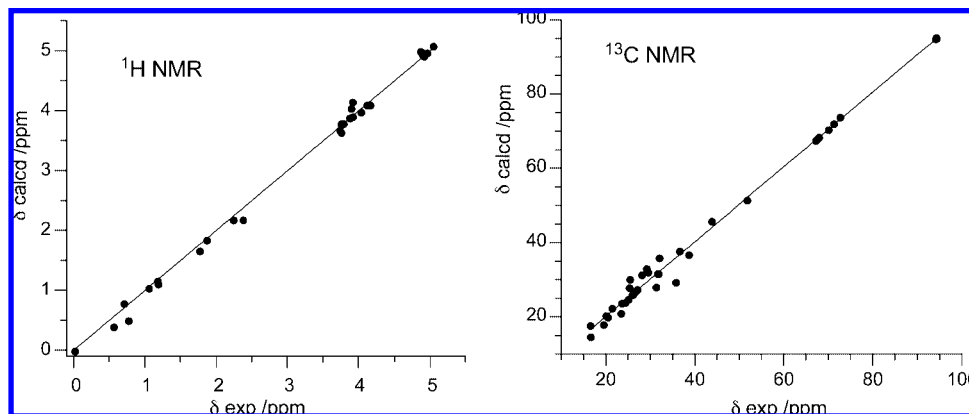 ¹H NMR
δ calcd /ppm
5
4
3
2
1
0
0 1 2 3 4 5
δ exp /ppm
¹³C NMR
δ calcd /ppm
100
80
60
40
20
20 40 60 80 100
δ exp /ppm